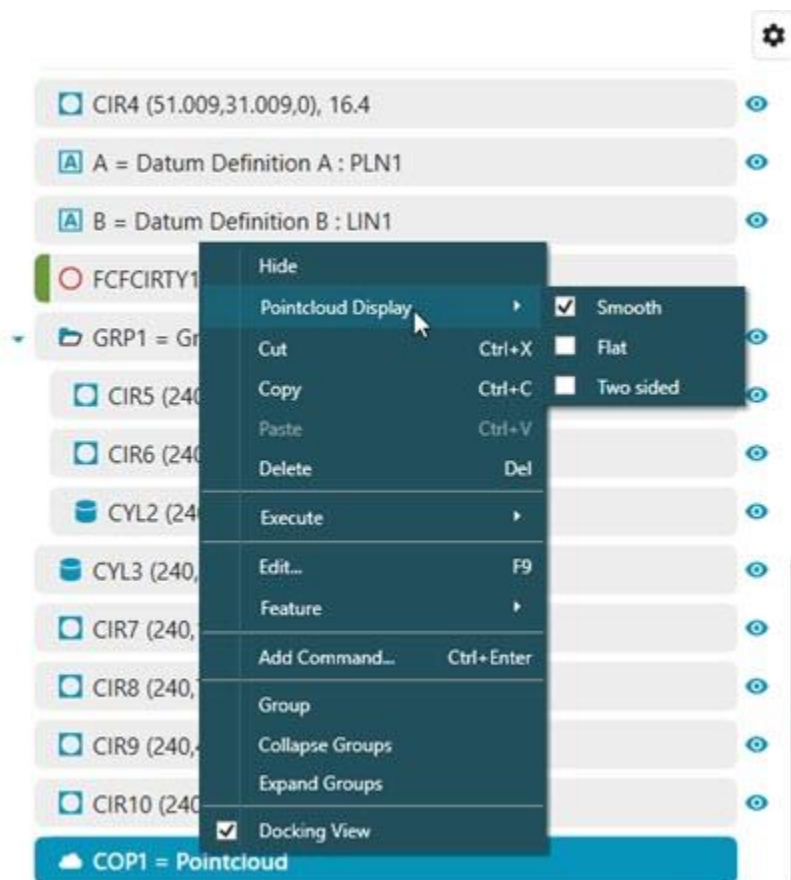 CIR4 (51.009,31.009,0), 16.4
A A = Datum Definition A : PLN1
A B = Datum Definition B : LIN1
FCFCIRTY1
GRP1 = Gr
CIR5 (240
CIR6 (240
CYL2 (24
CYL3 (240,
CIR7 (240,
CIR8 (240,
CIR9 (240,4
CIR10 (240
COP1 = Pointcloud
Hide
Pointcloud Display
Cut Ctrl+X
Copy Ctrl+C
Paste Ctrl+V
Delete Del
Execute
Edit... F9
Feature
Add Command... Ctrl+Enter
Group
Collapse Groups
Expand Groups
Docking View
Smooth
Flat
Two sided